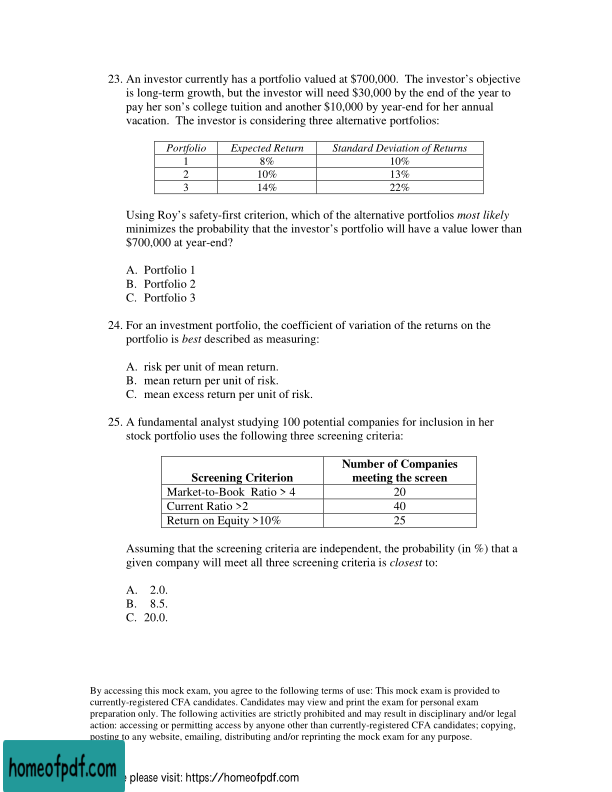 23. An investor currently has a portfolio valued at $700,000.  The investor's objective
is long-term growth, but the investor will need $30,000 by the end of the year to
pay her son's college tuition and another $10,000 by year-end for her annual
vacation.  The investor is considering three alternative portfolios:
Portfolio Expected Return Standard Deviation of Returns
1 8% 10%
2 10% 13%
3 14% 22%
Using Roy's safety-first criterion, which of the alternative portfolios most likely
minimizes the probability that the investor's portfolio will have a value lower than
$700,000 at year-end?
A. Portfolio 1
B. Portfolio 2
C. Portfolio 3
24. For an investment portfolio, the coefficient of variation of the returns on the
portfolio is best described as measuring:
A. risk per unit of mean return.
B. mean return per unit of risk.
C. mean excess return per unit of risk.
25. A fundamental analyst studying 100 potential companies for inclusion in her
stock portfolio uses the following three screening criteria:
Number of Companies
Screening Criterion meeting the screen
Market-to-Book  Ratio > 4 20
Current Ratio >2 40
Return on Equity >10% 25
Assuming that the screening criteria are independent, the probability (in %) that a
given company will meet all three screening criteria is closest to:
A. 2.0.
B. 8.5.
C. 20.0.
By accessing this mock exam, you agree to the following terms of use: This mock exam is provided to
currently-registered CFA candidates. Candidates may view and print the exam for personal exam
preparation only. The following activities are strictly prohibited and may result in disciplinary and/or legal
action: accessing or permitting access by anyone other than currently-registered CFA candidates; copying,
posting to any website, emailing, distributing and/or reprinting the mock exam for any purpose.
homeofpdf.com
please visit: https://homeofpdf.com